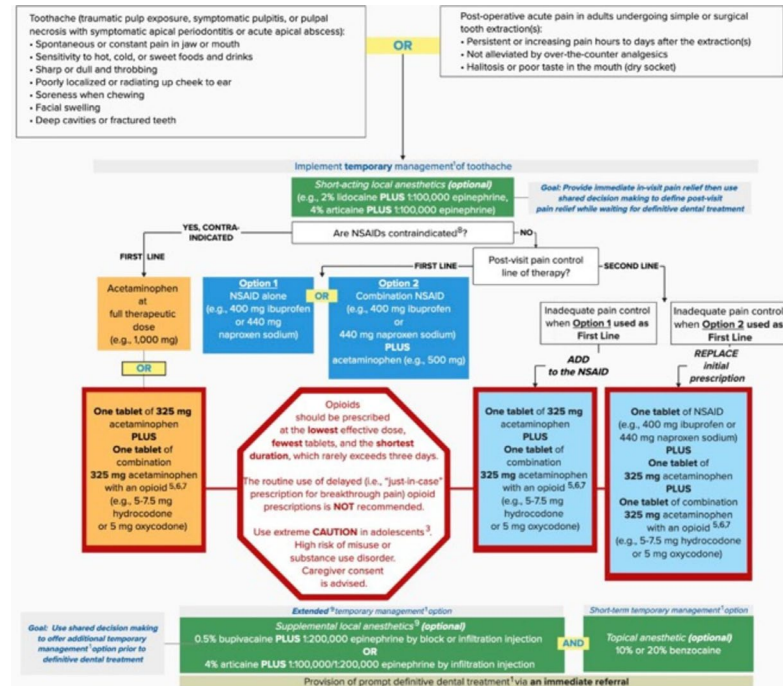 Toothache (traumatic pulp exposure, symptomatic pulpitis, or pulpal
necrosis with symptomatic apical periodontitis or acute apical abscess):
• Spontaneous or constant pain in jaw or mouth
• Sensitivity to hot, cold, or sweet foods and drinks
• Sharp or dull and throbbing
• Poorly localized or radiating up cheek to ear
• Soreness when chewing
• Facial swelling
• Deep cavities or fractured teeth
OR
Post-operative acute pain in adults undergoing simple or surgical
tooth extraction(s):
• Persistent or increasing pain hours to days after the extraction(s)
• Not alleviated by over-the-counter analgesics
• Halitosis or poor taste in the mouth (dry socket)
Implement temporary management¹ of toothache
Short-acting local anesthetics (optional)
(e.g., 2% lidocaine PLUS 1:100,000 epinephrine,
4% articaine PLUS 1:100,000 epinephrine)
Goal: Provide immediate in-visit pain relief then use
shared decision making to define post-visit
pain relief while waiting for definitive dental treatment
YES, CONTRA-
INDICATED
Are NSAIDs contraindicated⁸?
NO
FIRST LINE
Acetaminophen
at
full therapeutic
dose
(e.g., 1,000 mg)
OR
FIRST LINE
Post-visit pain control
line of therapy?
SECOND LINE
Option 1
NSAID alone
(e.g., 400 mg ibuprofen
or 440 mg
naproxen sodium)
OR
Option 2
Combination NSAID
(e.g., 400 mg ibuprofen
or
440 mg naproxen sodium)
PLUS
acetaminophen (e.g., 500 mg)
Inadequate pain control
when Option 1 used as
First Line
Inadequate pain control
when Option 2 used as
First Line
ADD
to the NSAID
REPLACE
initial
prescription
One tablet of 325 mg
acetaminophen
PLUS
One tablet of
combination
325 mg acetaminophen
with an opioid ⁵,⁶,⁷
(e.g., 5-7.5 mg
hydrocodone
or 5 mg oxycodone)
Opioids
should be prescribed
at the lowest effective dose,
fewest tablets, and the shortest
duration, which rarely exceeds three days.
The routine use of delayed (i.e., "just-in-case"
prescription for breakthrough pain) opioid
prescriptions is NOT recommended.
Use extreme CAUTION in adolescents³.
High risk of misuse or
substance use disorder.
Caregiver consent
is advised.
One tablet of 325 mg
acetaminophen
PLUS
One tablet of
combination
325 mg acetaminophen
with an opioid ⁵,⁶,⁷
(e.g., 5-7.5 mg
hydrocodone
or 5 mg oxycodone)
One tablet of NSAID
(e.g., 400 mg ibuprofen or
440 mg naproxen sodium)
PLUS
One tablet of
325 mg acetaminophen
PLUS
One tablet of combination
325 mg acetaminophen
with an opioid ⁵,⁶,⁷
(e.g., 5-7.5 mg hydrocodone
or 5 mg oxycodone)
Goal: Use shared decision making
to offer additional temporary
management¹ option prior to
definitive dental treatment
Extended⁹ temporary management¹ option
Supplemental local anesthetics⁹ (optional)
0.5% bupivacaine PLUS 1:200,000 epinephrine by block or infiltration injection
OR
4% articaine PLUS 1:100,000/1:200,000 epinephrine by infiltration injection
AND
Short-term temporary management¹ option
Topical anesthetic (optional)
10% or 20% benzocaine
Provision of prompt definitive dental treatment¹ via an immediate referral